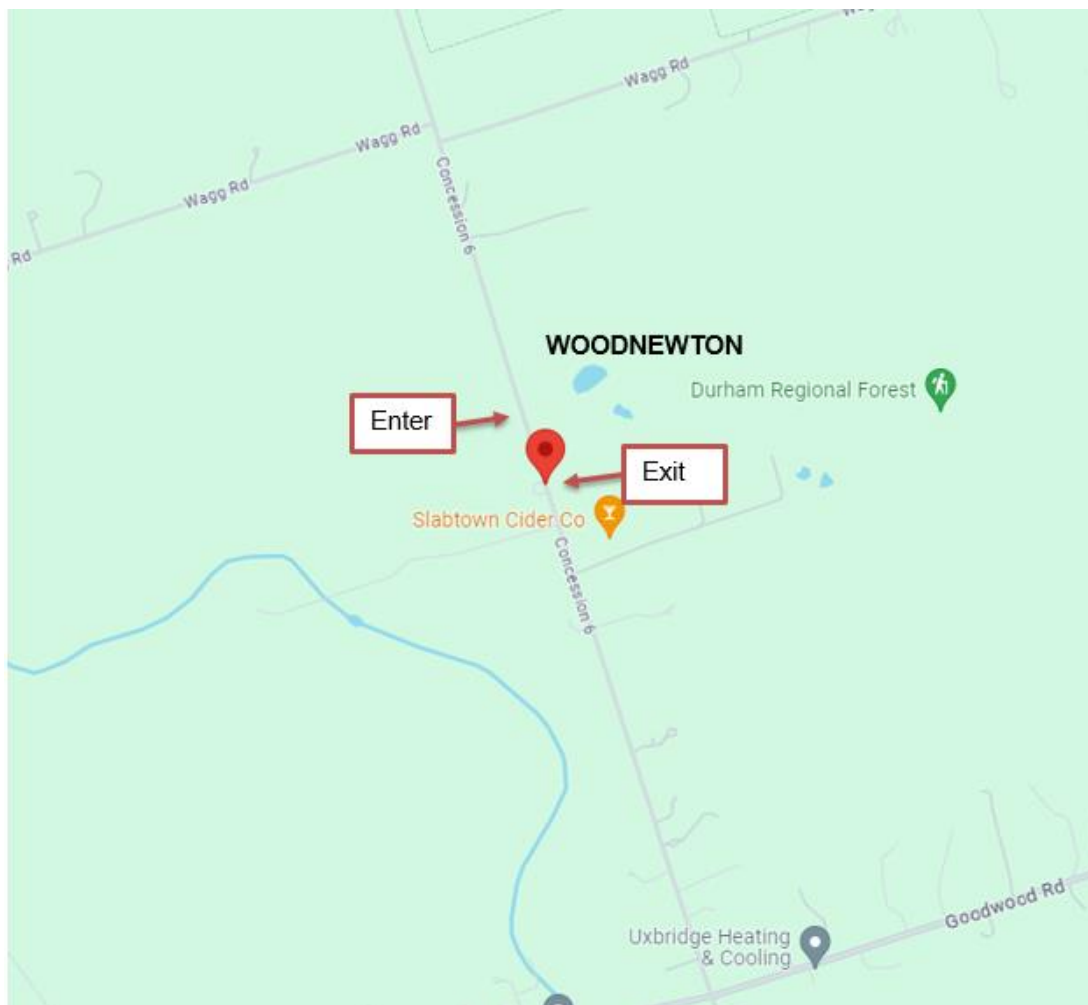 Wagg Rd
Wagg Rd
Wagg Rd
Rd
Concession 6
WOODNEWTON
Durham Regional Forest
Enter
Exit
Slabtown Cider Co
Concession 6
Goodwood Rd
Uxbridge Heating
& Cooling